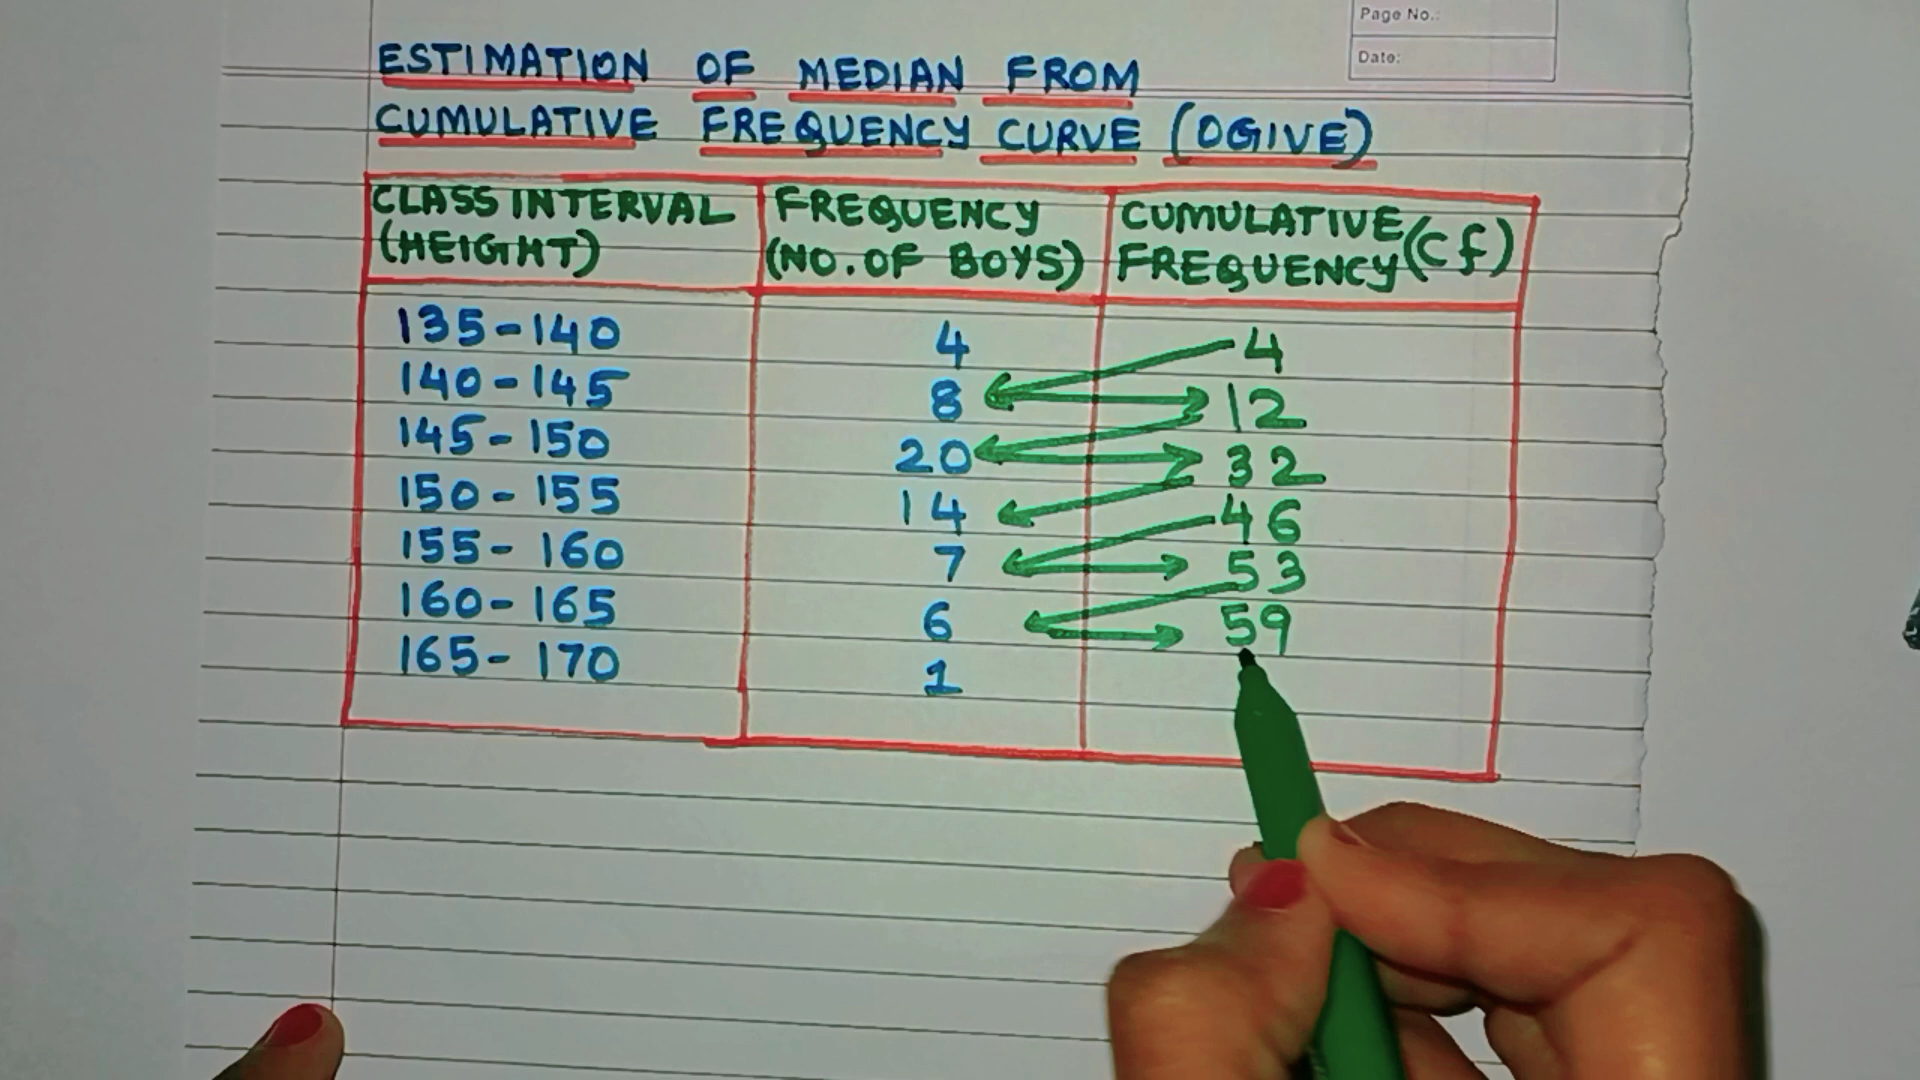 Page No.:
Date:
ESTIMATION OF MEDIAN FROM
CUMULATIVE FREQUENCY CURVE (OGIVE)
CLASS INTERVAL (HEIGHT) FREQUENCY (NO. OF BOYS) CUMULATIVE FREQUENCY (cf)
135-140 4 4
140-145 8 12
145-150 20 32
150-155 14 46
155-160 7 53
160-165 6 59
165-170 1